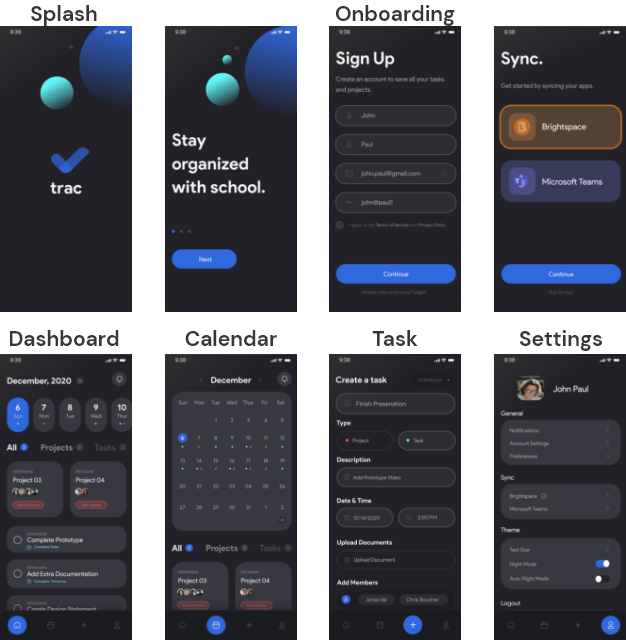 Splash
9:38
trac
9:38
Stay
organized
with school.
Next
Onboarding
9:38
Sign Up
Create an account to save all your tasks
and projects.
John
Paul
john.paul@gmail.com
john@paul1
I agree to the Terms of Service and Privacy Policy
Continue
Already have an account? Log in
9:38
Sync.
Get started by syncing your apps.
Brightspace
Microsoft Teams
Continue
Skip for now
Dashboard
9:38
December, 2020
6 7 8 9 10
Sun Mon Tue Wed Thur
All Projects Tasks
Project 03
Project 04
Complete Prototype
Complete Today
Add Extra Documentation
Complete Tomorrow
Create Design Statement
Calendar
9:38
December
Sun Mon Tue Wed Thu Fri Sat
1 2 3 4 5
6 7 8 9 10 11 12
13 14 15 16 17 18 19
20 21 22 23 24 25 26
27 28 29 30 31 1 2
All Projects Tasks
Project 03
Project 04
Task
9:38
Create a task
Finish Presenation
Type
Project
Task
Description
Add Prototype Video
Date & Time
12/14/2020
2:00 PM
Upload Documents
Upload Document
Add Members
Jonas Val
Chris Boucher
Settings
9:38
John Paul
General
Notifications
Account Settings
Preferences
Sync
Brightspace
Microsoft Teams
Theme
Text Size
Night Mode
Auto Night Mode
Logout